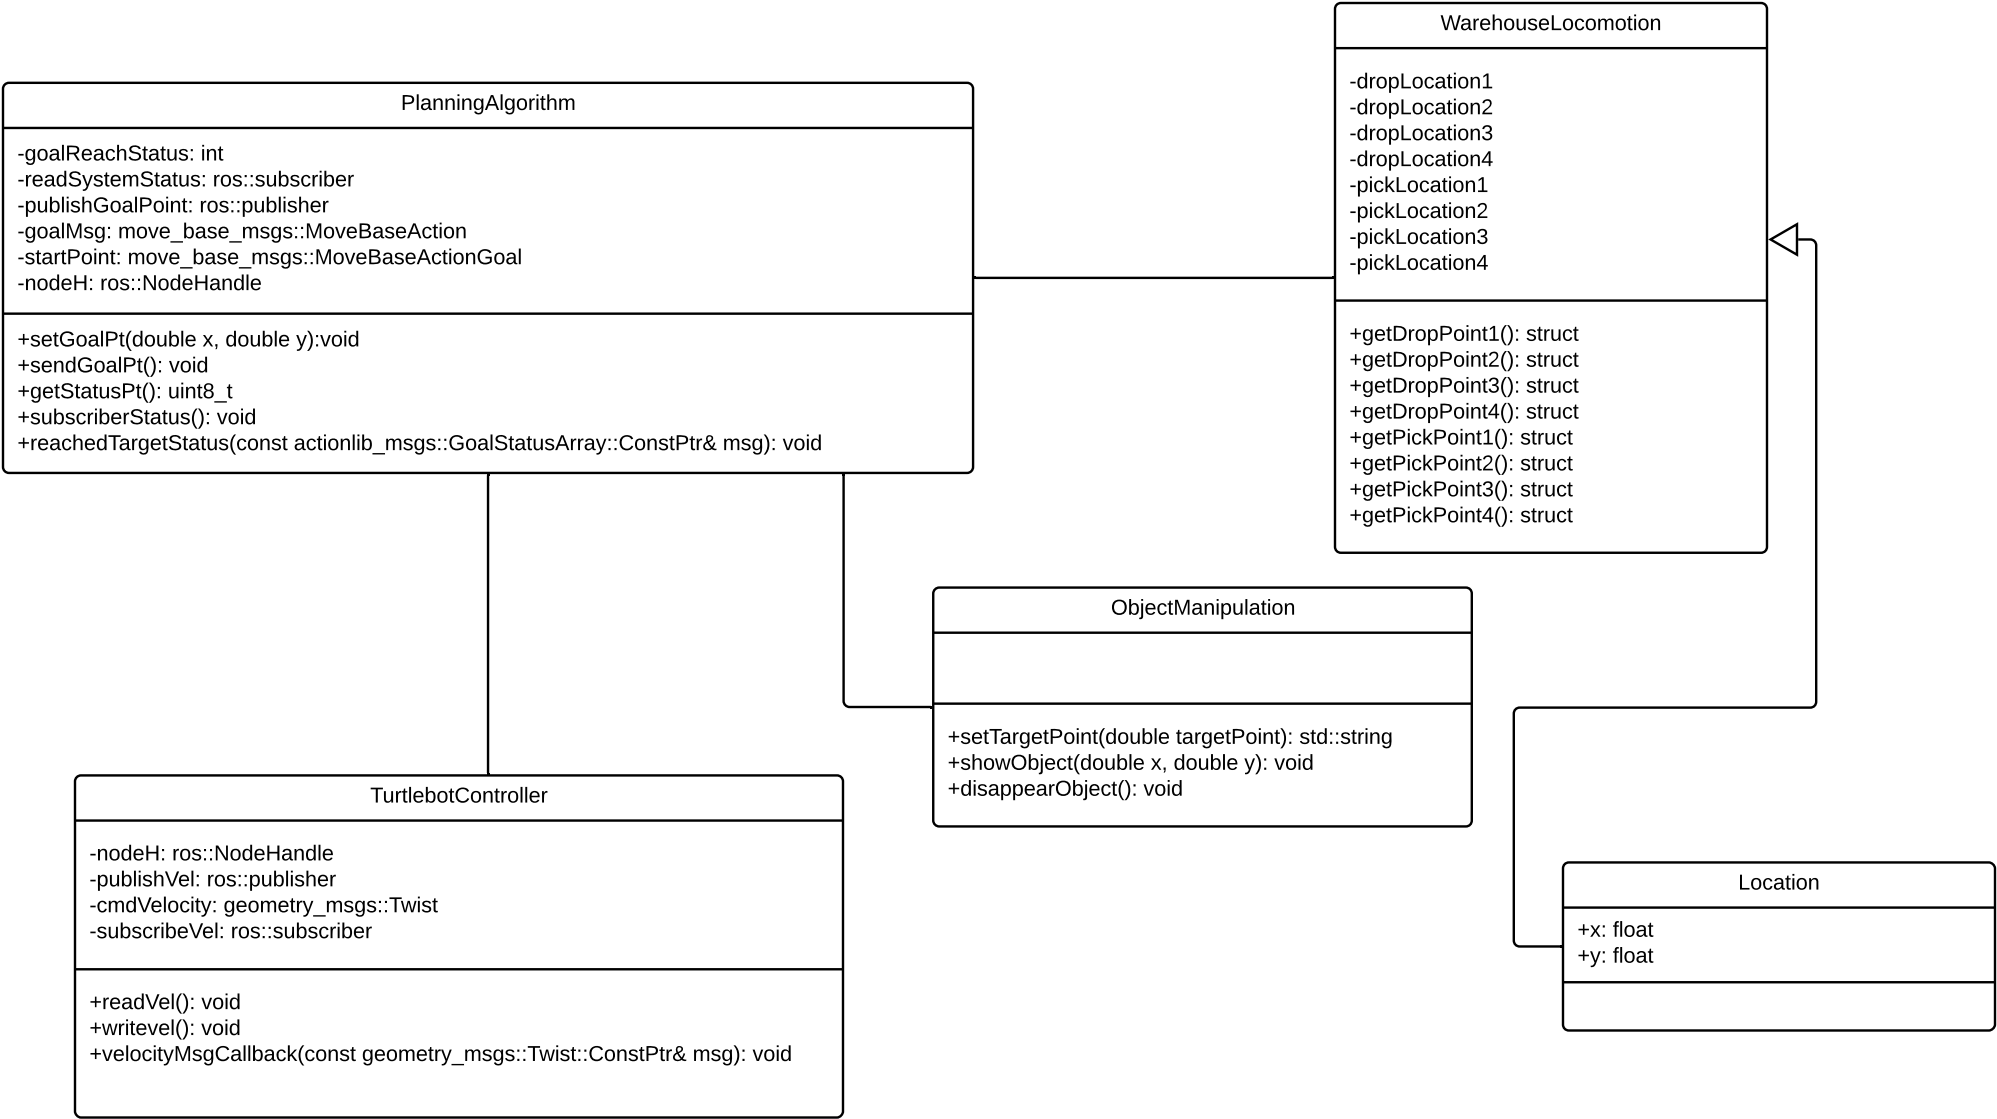 PlanningAlgorithm
-goalReachStatus: int
-readSystemStatus: ros::subscriber
-publishGoalPoint: ros::publisher
-goalMsg: move_base_msgs::MoveBaseAction
-startPoint: move_base_msgs::MoveBaseActionGoal
-nodeH: ros::NodeHandle
+setGoalPt(double x, double y):void
+sendGoalPt(): void
+getStatusPt(): uint8_t
+subscriberStatus(): void
+reachedTargetStatus(const actionlib_msgs::GoalStatusArray::ConstPtr& msg): void
WarehouseLocomotion
-dropLocation1
-dropLocation2
-dropLocation3
-dropLocation4
-pickLocation1
-pickLocation2
-pickLocation3
-pickLocation4
+getDropPoint1(): struct
+getDropPoint2(): struct
+getDropPoint3(): struct
+getDropPoint4(): struct
+getPickPoint1(): struct
+getPickPoint2(): struct
+getPickPoint3(): struct
+getPickPoint4(): struct
ObjectManipulation
+setTargetPoint(double targetPoint): std::string
+showObject(double x, double y): void
+disappearObject(): void
TurtlebotController
-nodeH: ros::NodeHandle
-publishVel: ros::publisher
-cmdVelocity: geometry_msgs::Twist
-subscribeVel: ros::subscriber
+readVel(): void
+writevel(): void
+velocityMsgCallback(const geometry_msgs::Twist::ConstPtr& msg): void
Location
+x: float
+y: float